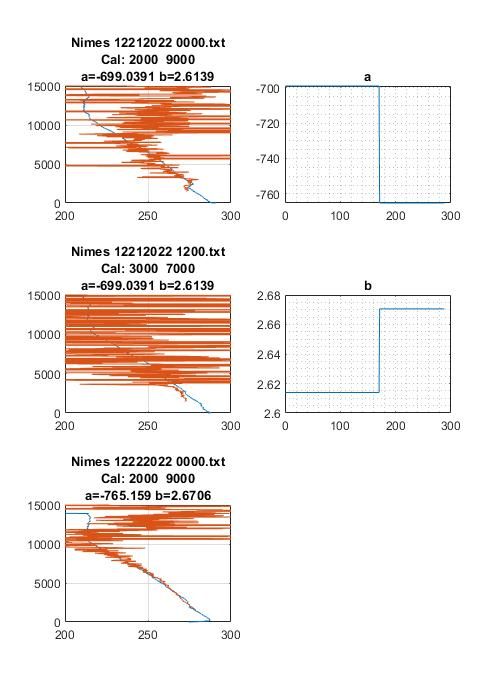 Nimes 12212022 0000.txt
Cal: 2000 9000
a=-699.0391 b=2.6139
15000
10000
5000
0
200 250 300
a
-700
-720
-740
-760
0 100 200 300
Nimes 12212022 1200.txt
Cal: 3000 7000
a=-699.0391 b=2.6139
15000
10000
5000
0
200 250 300
b
2.68
2.66
2.64
2.62
2.6
0 100 200 300
Nimes 12222022 0000.txt
Cal: 2000 9000
a=-765.159 b=2.6706
15000
10000
5000
0
200 250 300